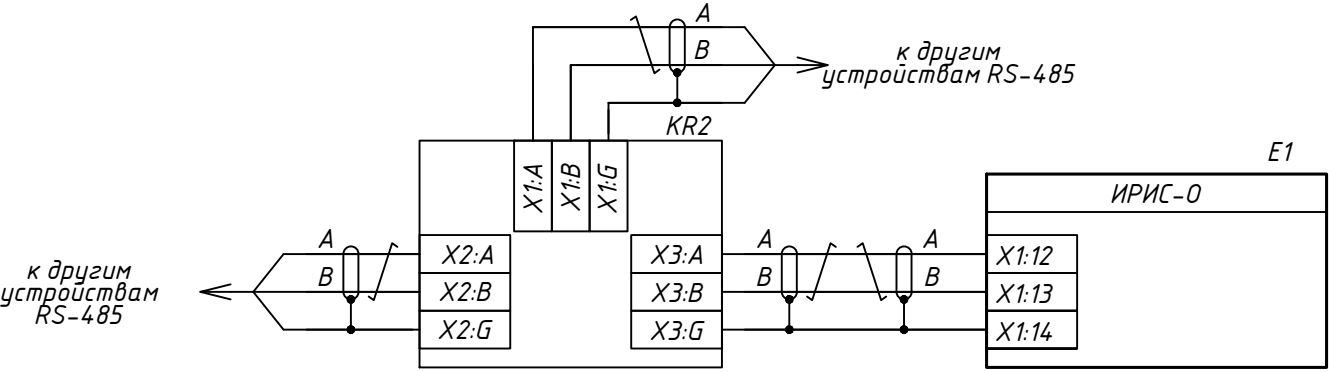 A
B
к другим
устройствам RS-485
KR2
X1:A
X1:B
X1:G
E1
ИРИС-О
A
B
к другим
устройствам
RS-485
X2:A
X2:B
X2:G
X3:A
X3:B
X3:G
A
B
A
B
X1:12
X1:13
X1:14